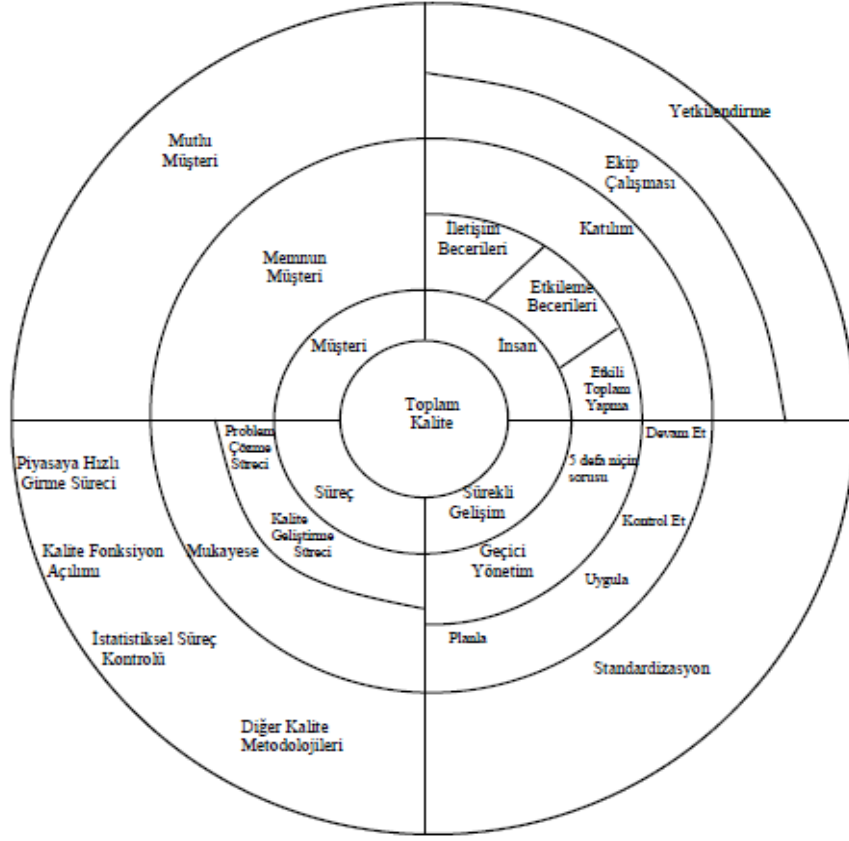 Yetkilendirme
Mutlu
Müşteri
Ekip
Çalışması
Katılım
İletişim
Becerileri
Memnun
Müşteri
Etkileme
Becerileri
Müşteri
İnsan
Etkili
Toplam
Yapma
Toplam
Kalite
Problem
Çözme
Süreci
Devam Et
Piyasaya Hızlı
Girme Süreci
5 defa niçin
sorusu
Süreç
Sürekli
Gelişim
Kalite
Geliştirme
Süreci
Kontrol Et
Kalite Fonksiyon
Açılımı
Mukayese
Geçici
Yönetim
Uygula
İstatistiksel Süreç
Kontrolü
Planla
Standardizasyon
Diğer Kalite
Metodolojileri